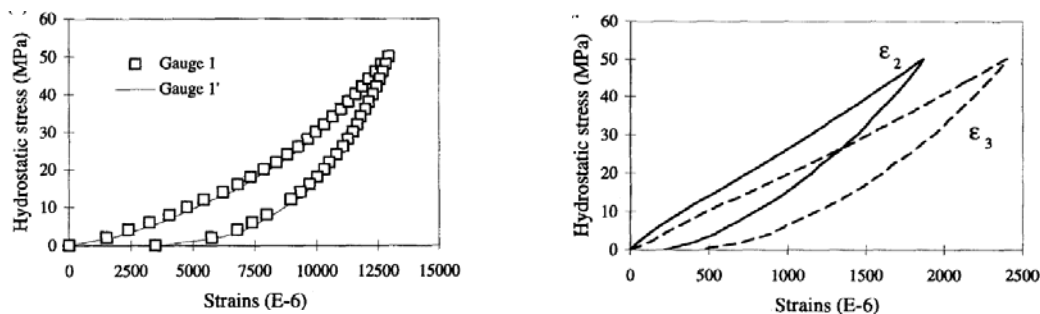 60
50
40
30
20
10
0
Hydrostatic stress (MPa)
Gauge 1
Gauge 1'
0 2500 5000 7500 10000 12500 15000
Strains (E-6)
60
50
40
30
20
10
0
Hydrostatic stress (MPa)
ε2
ε3
0 500 1000 1500 2000 2500
Strains (E-6)